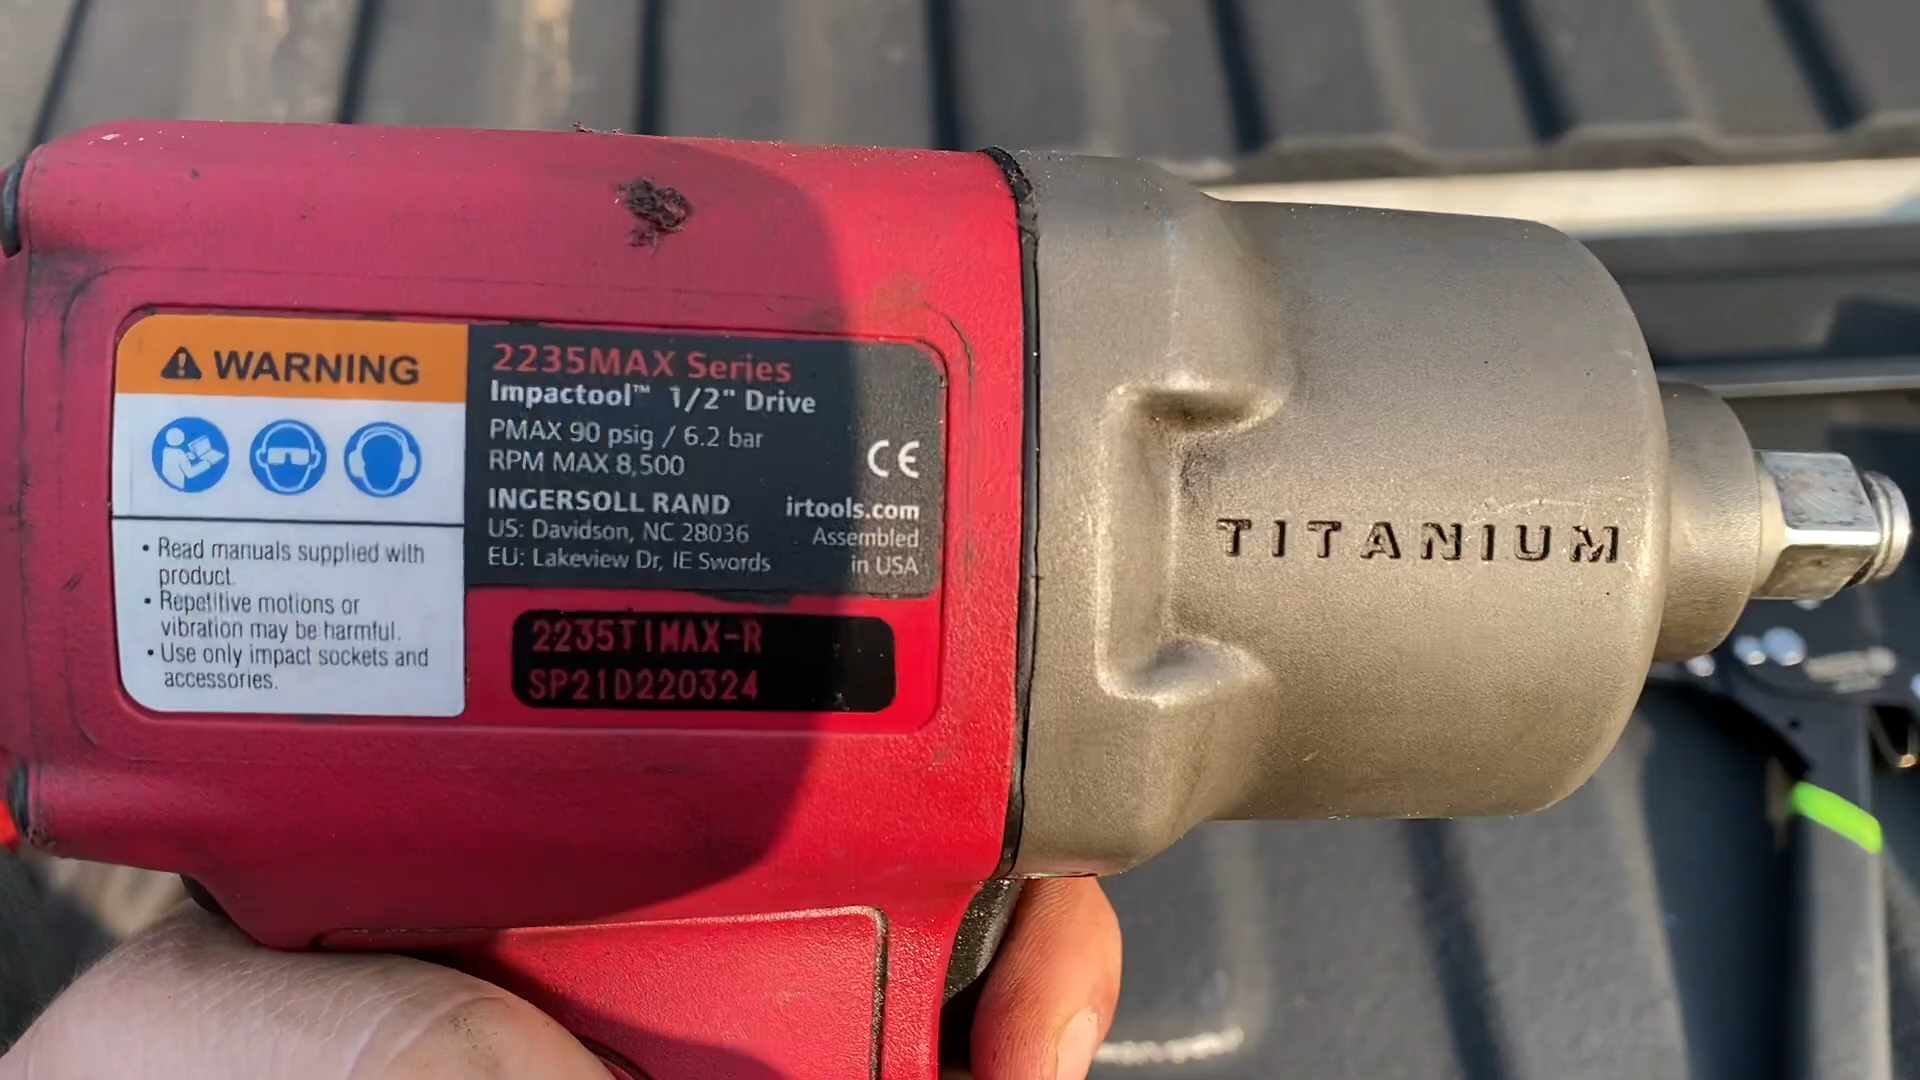 WARNING
• Read manuals supplied with
product.
• Repetitive motions or
vibration may be harmful.
• Use only impact sockets and
accessories.
2235MAX Series
Impactool™ 1/2" Drive
PMAX 90 psig / 6.2 bar
RPM MAX 8,500
CE
INGERSOLL RAND irtools.com
US: Davidson, NC 28036 Assembled
EU: Lakeview Dr, IE Swords in USA
2235TIMAX-R
SP21D220324
TITANIUM